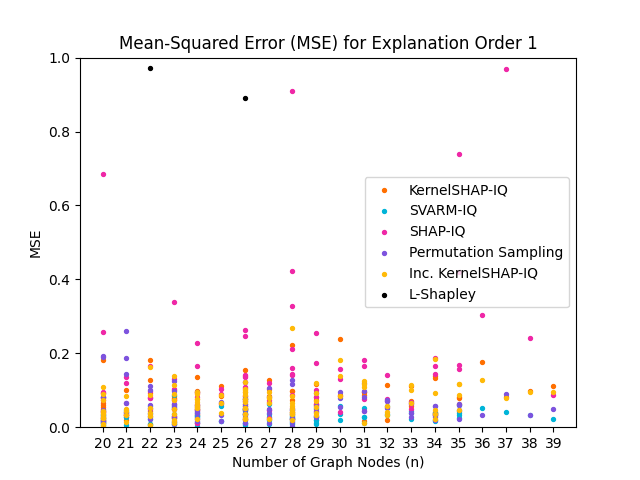 Mean-Squared Error (MSE) for Explanation Order 1
1.0
0.8
0.6
0.4
0.2
0.0
MSE
KernelSHAP-IQ
SVARM-IQ
SHAP-IQ
Permutation Sampling
Inc. KernelSHAP-IQ
L-Shapley
20 21 22 23 24 25 26 27 28 29 30 31 32 33 34 35 36 37 38 39
Number of Graph Nodes (n)